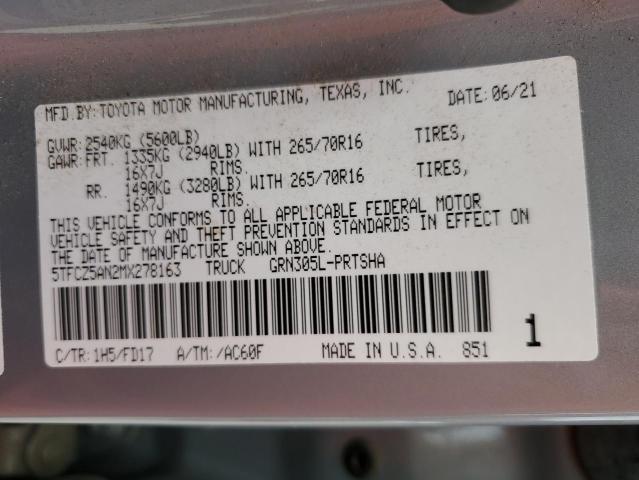 MFD.BY:TOYOTA MOTOR MANUFACTURING, TEXAS, INC. DATE:06/21
GVWR:2540KG (5600LB)
GAWR:FRT. 1335KG (2940LB) WITH 265/70R16 TIRES,
16X7J RIMS.
RR. 1490KG (3280LB) WITH 265/70R16 TIRES,
16X7J RIMS.
THIS VEHICLE CONFORMS TO ALL APPLICABLE FEDERAL MOTOR
VEHICLE SAFETY AND THEFT PREVENTION STANDARDS IN EFFECT ON
THE DATE OF MANUFACTURE SHOWN ABOVE.
5TFCZ5AN2MX278163 TRUCK GRN305L-PRTSHA
1
C/TR:1H5/FD17 A/TM:/AC60F MADE IN U.S.A. 851